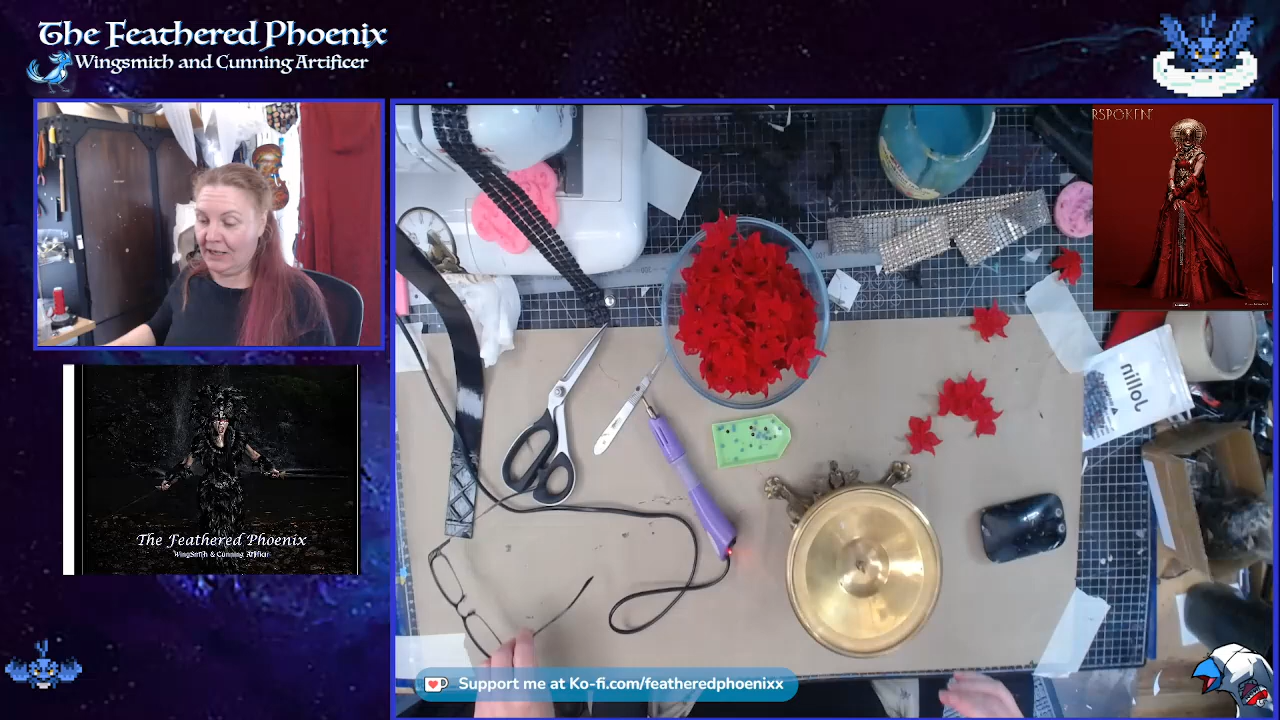 The Feathered Phoenix
Wingsmith and Cunning Artificer
RSPOKEN
nolliL
The Feathered Phoenix
WingSmith & Cunning Artificer
Support me at Ko-fi.com/featheredphoenixx